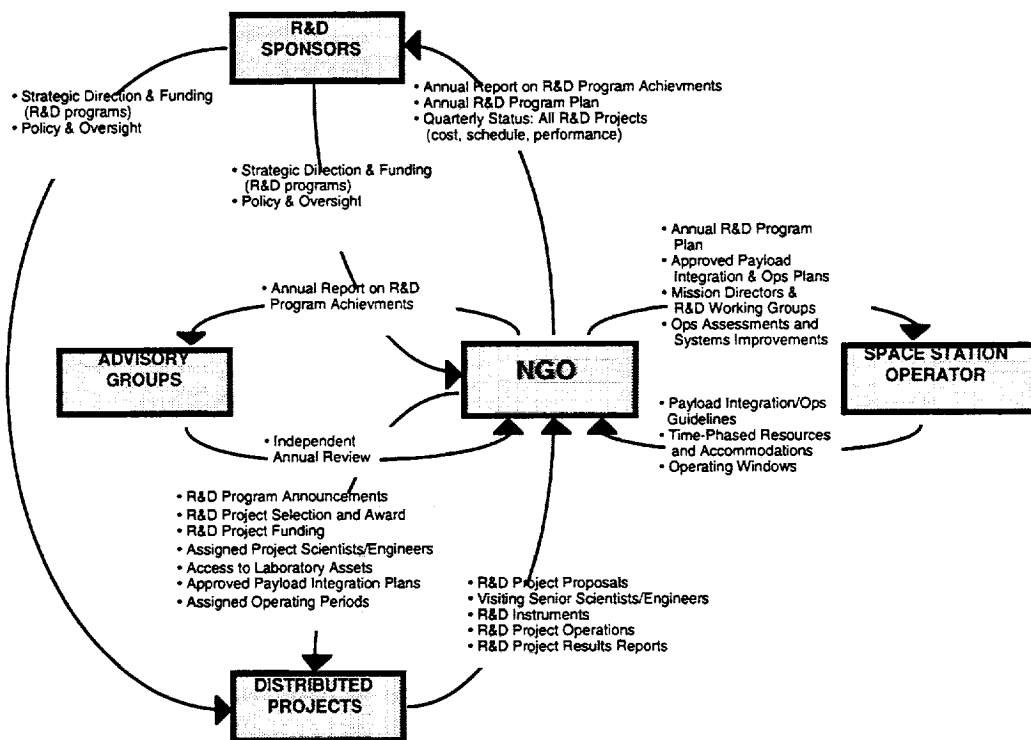 R&D
SPONSORS
• Strategic Direction & Funding
(R&D programs)
• Policy & Oversight
• Annual Report on R&D Program Achievments
• Annual R&D Program Plan
• Quarterly Status: All R&D Projects
(cost, schedule, performance)
• Strategic Direction & Funding
(R&D programs)
• Policy & Oversight
• Annual R&D Program
Plan
• Approved Payload
Integration & Ops Plans
• Mission Directors &
R&D Working Groups
• Ops Assessments and
Systems Improvements
• Annual Report on R&D
Program Achievments
ADVISORY
GROUPS
NGO
SPACE STATION
OPERATOR
• Payload Integration/Ops
Guidelines
• Time-Phased Resources
and Accommodations
• Operating Windows
• Independent
Annual Review
• R&D Program Announcements
• R&D Project Selection and Award
• R&D Project Funding
• Assigned Project Scientists/Engineers
• Access to Laboratory Assets
• Approved Payload Integration Plans
• Assigned Operating Periods
• R&D Project Proposals
• Visiting Senior Scientists/Engineers
• R&D Instruments
• R&D Project Operations
• R&D Project Results Reports
DISTRIBUTED
PROJECTS